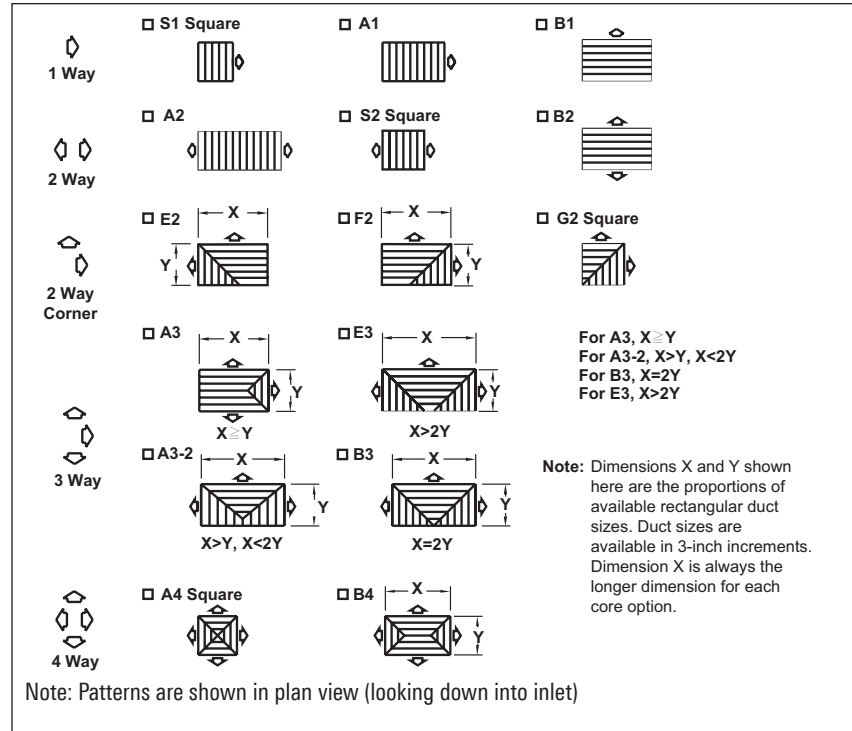 S1 Square
A1
B1
1 Way
A2
S2 Square
B2
2 Way
E2
X
Y
F2
X
Y
G2 Square
2 Way
Corner
A3
X
Y
X≧Y
E3
X
Y
X>2Y
For A3, X≧Y
For A3-2, X>Y, X<2Y
For B3, X=2Y
For E3, X>2Y
3 Way
A3-2
X
Y
X>Y, X<2Y
B3
X
Y
X=2Y
Note: Dimensions X and Y shown
here are the proportions of
available rectangular duct
sizes. Duct sizes are
available in 3-inch increments.
Dimension X is always the
longer dimension for each
core option.
A4 Square
B4
X
Y
4 Way
Note: Patterns are shown in plan view (looking down into inlet)